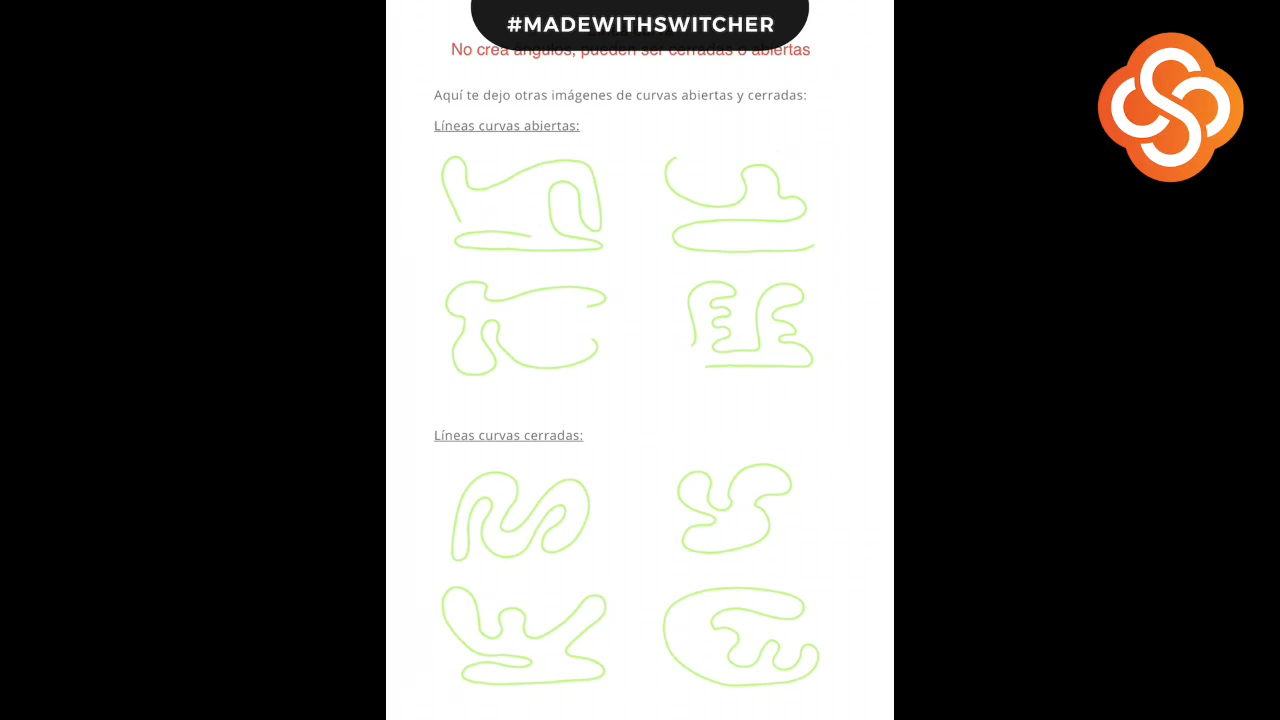 #MADEWITHSWITCHER
No crea ángulos, pueden ser cerradas o abiertas
Aquí te dejo otras imágenes de curvas abiertas y cerradas:
Líneas curvas abiertas:
Líneas curvas cerradas: